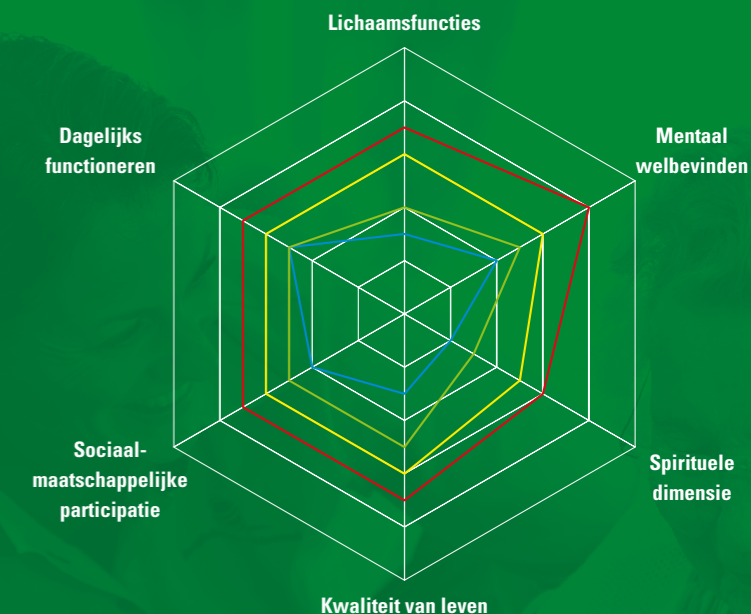 Lichaamsfuncties
Mentaal
welbevinden
Spirituele
dimensie
Kwaliteit van leven
Sociaal-
maatschappelijke
participatie
Dagelijks
functioneren